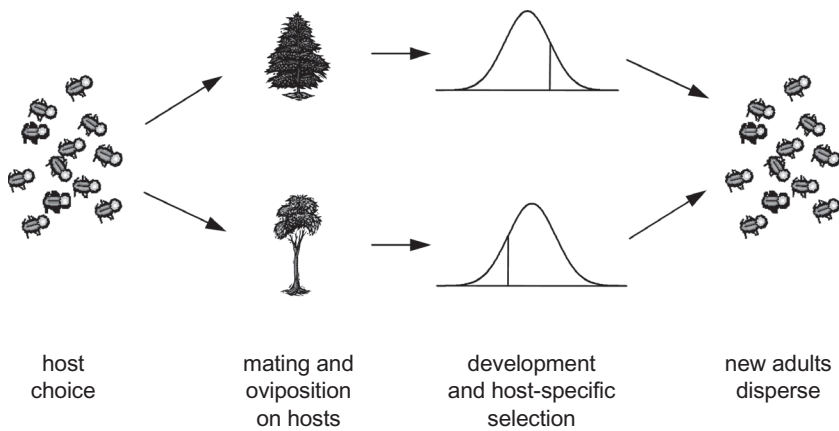 host
choice
mating and
oviposition
on hosts
development
and host-specific
selection
new adults
disperse